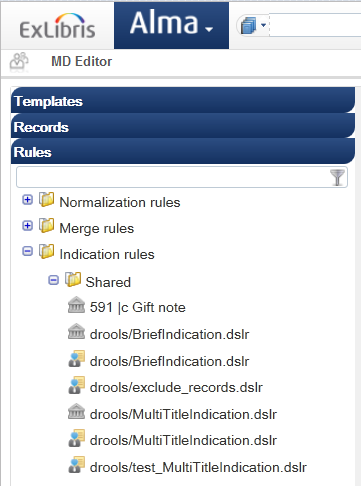 ExLibris Alma
MD Editor
Templates
Records
Rules
Normalization rules
Merge rules
Indication rules
Shared
591 |c Gift note
drools/BriefIndication.dslr
drools/BriefIndication.dslr
drools/exclude_records.dslr
drools/MultiTitleIndication.dslr
drools/MultiTitleIndication.dslr
drools/test_MultiTitleIndication.dslr